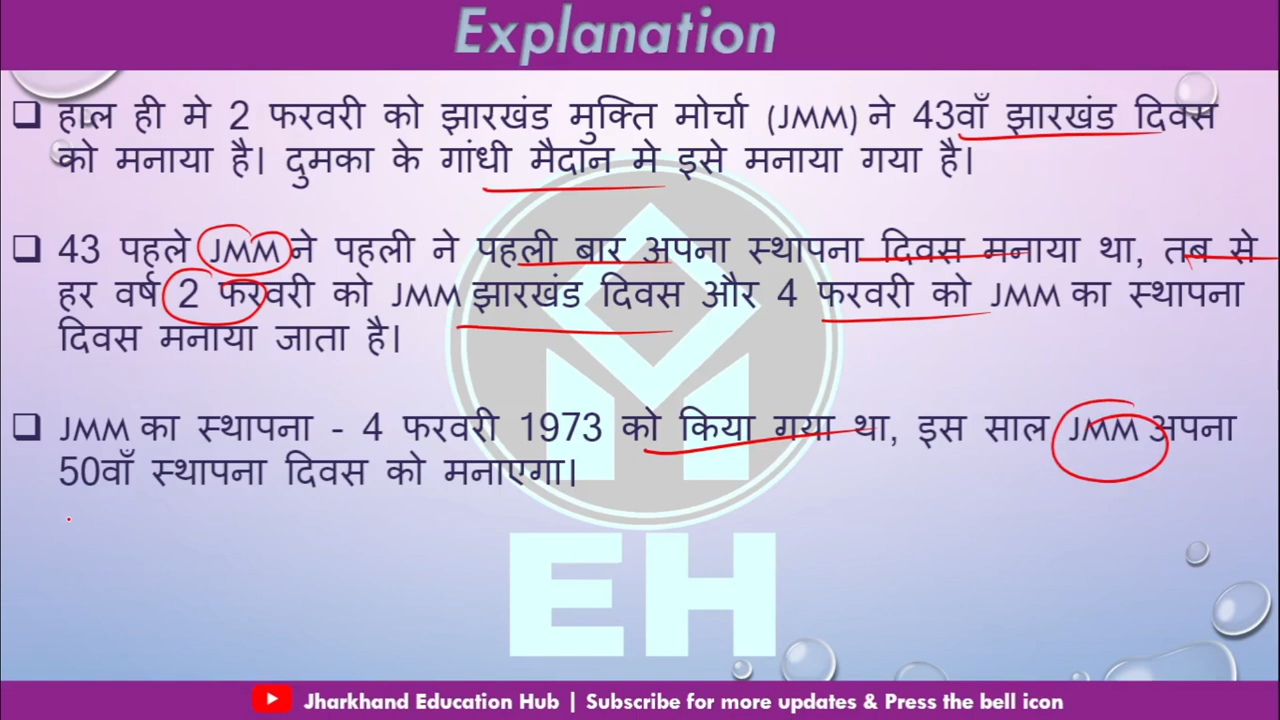 Explanation
❑ हाल ही मे 2 फरवरी को झारखंड मुक्ति मोर्चा (JMM) ने 43वाँ झारखंड दिवस
को मनाया है। दुमका के गांधी मैदान मे इसे मनाया गया है।
❑ 43 पहले JMM ने पहली ने पहली बार अपना स्थापना दिवस मनाया था, तब से
हर वर्ष 2 फरवरी को JMM झारखंड दिवस और 4 फरवरी को JMM का स्थापना
दिवस मनाया जाता है।
❑ JMM का स्थापना - 4 फरवरी 1973 को किया गया था, इस साल JMM अपना
50वाँ स्थापना दिवस को मनाएगा।
EH
Jharkhand Education Hub | Subscribe for more updates & Press the bell icon